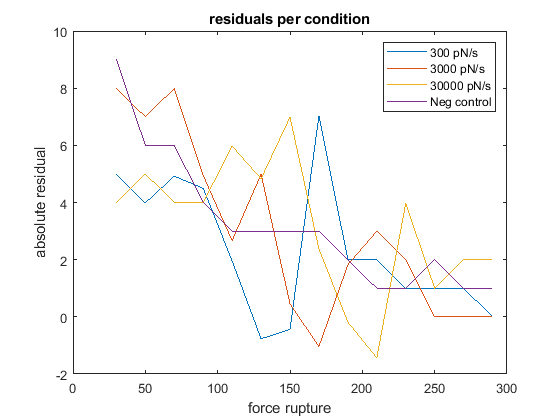 residuals per condition
10
8
6
4
2
0
-2
absolute residual
0
50
100
150
200
250
300
force rupture
300 pN/s
3000 pN/s
30000 pN/s
Neg control